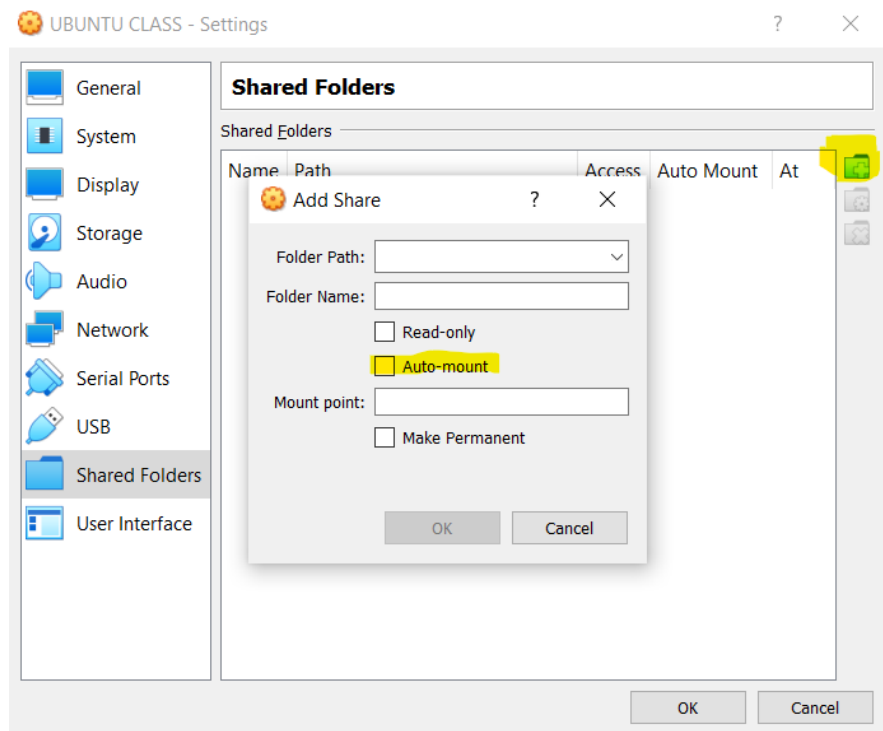 UBUNTU CLASS - Settings ?
General
System
Display
Storage
Audio
Network
Serial Ports
USB
Shared Folders
User Interface
Shared Folders
Shared Folders
Name Path Access Auto Mount At
Add Share ?
Folder Path:
Folder Name:
Read-only
Auto-mount
Mount point:
Make Permanent
OK Cancel
OK Cancel